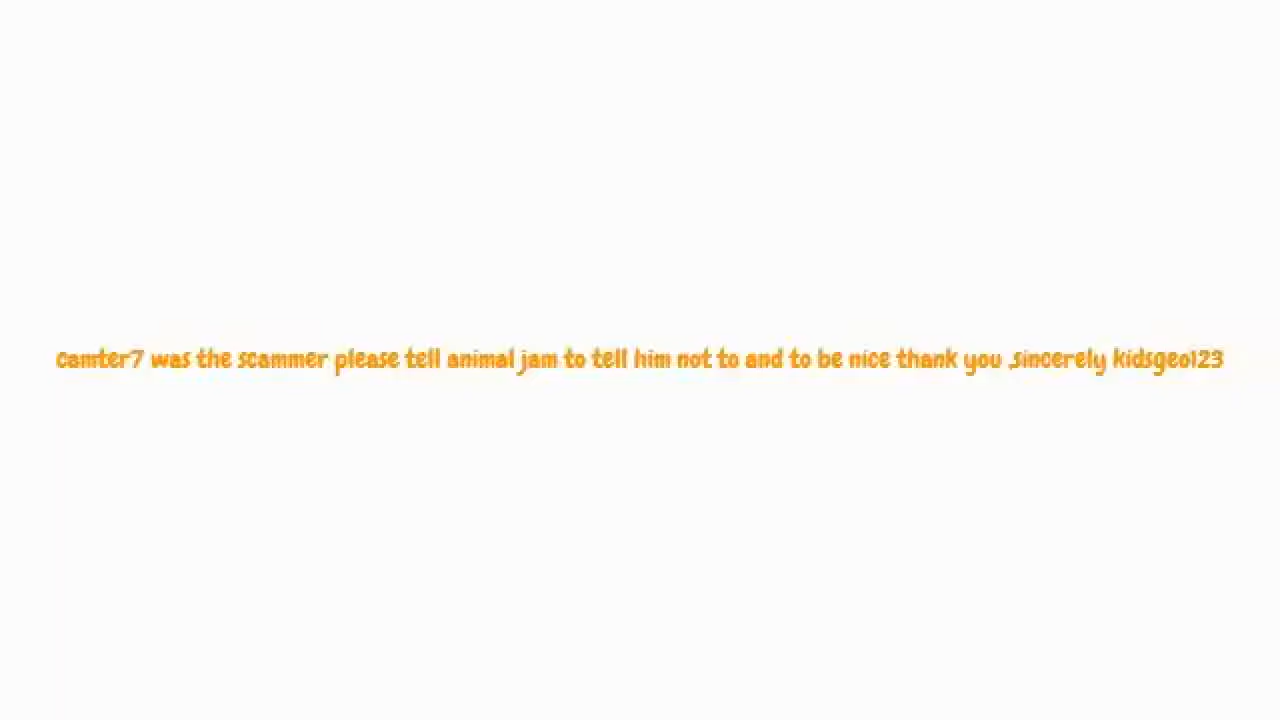 camter7 was the scammer please tell animal jam to tell him not to and to be nice thank you ,sincerely kidsgeo123